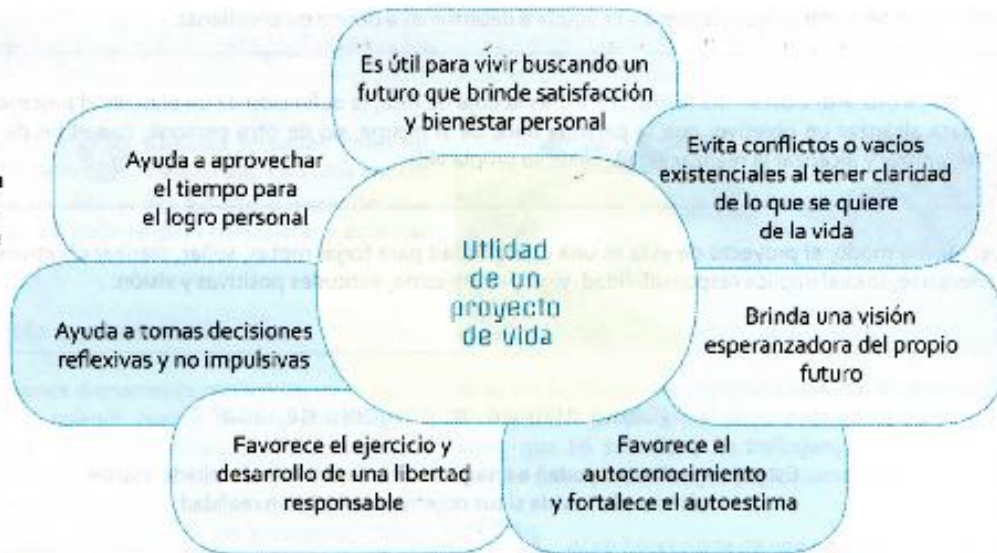 Es útil para vivir buscando un
futuro que brinde satisfacción
y bienestar personal
Ayuda a aprovechar
el tiempo para
el logro personal
Evita conflictos o vacios
existenciales al tener claridad
de lo que se quiere
de la vida
Utlidad
de un
proyecto
de vida
Ayuda a tomas decisiones
reflexivas y no impulsivas
Brinda una visión
esperanzadora del propio
futuro
Favorece el ejercicio y
desarrollo de una libertad
responsable
Favorece el
autoconocimiento
y fortalece el autoestima